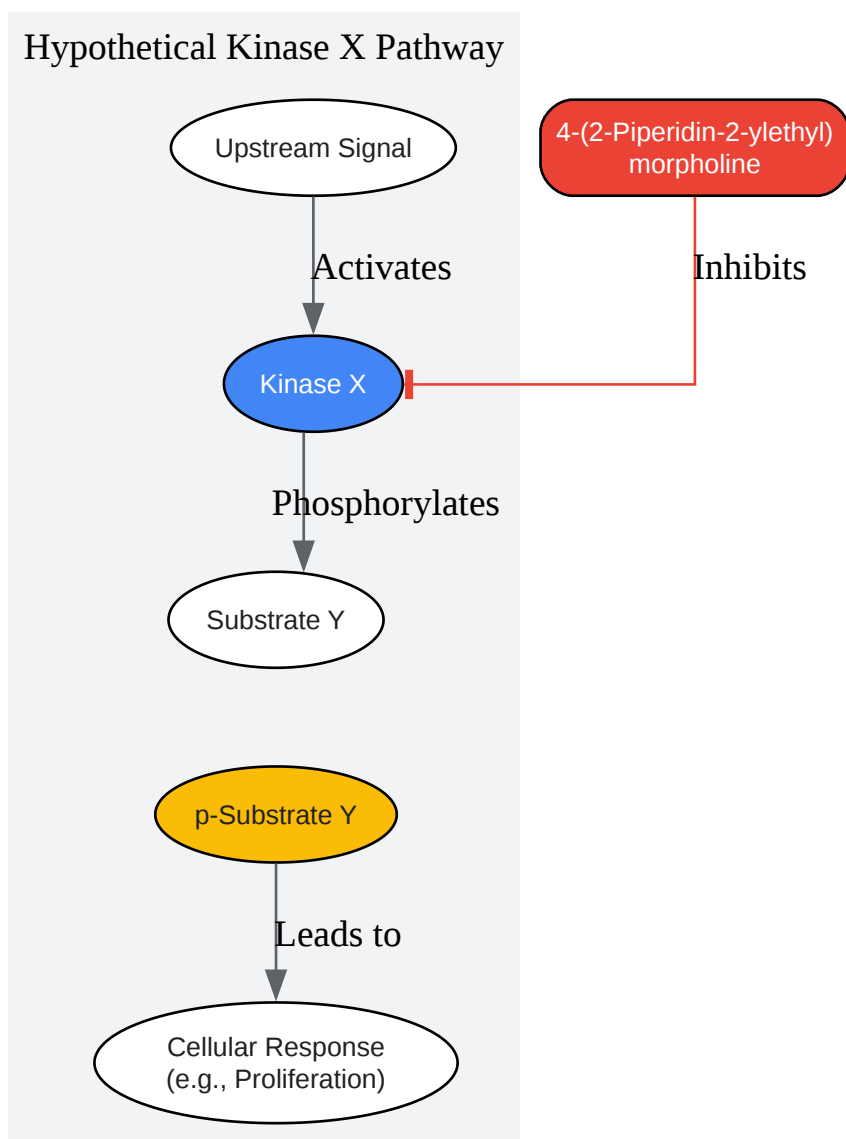 Hypothetical Kinase X Pathway
Upstream Signal
4-(2-Piperidin-2-ylethyl)
morpholine
Activates
Inhibits
Kinase X
Phosphorylates
Substrate Y
p-Substrate Y
Leads to
Cellular Response
(e.g., Proliferation)